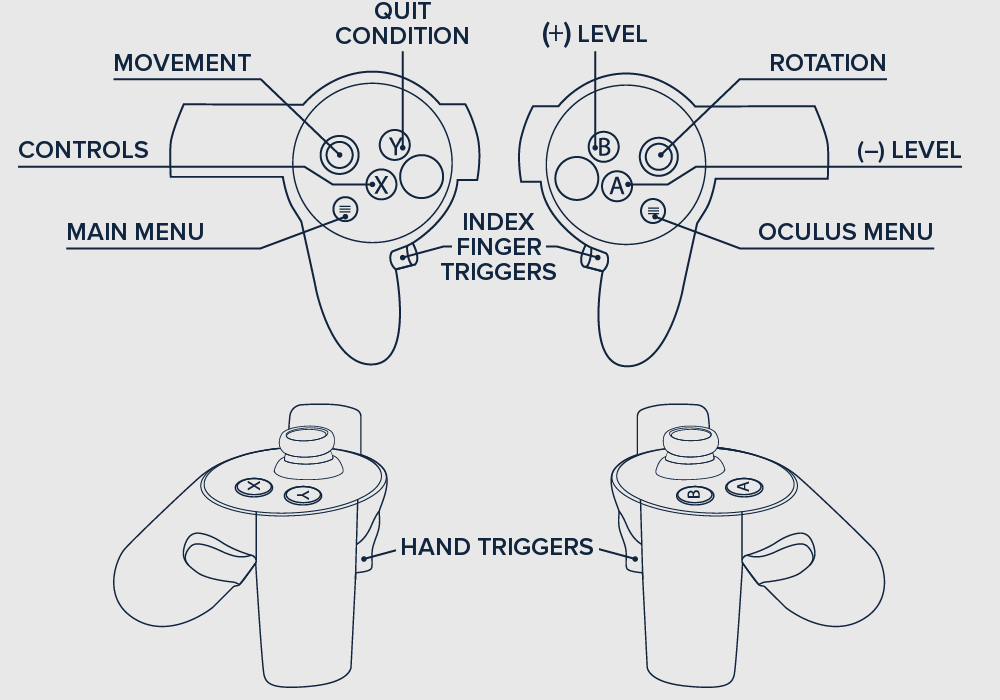 QUIT
CONDITION
(+) LEVEL
MOVEMENT
ROTATION
Y
B
CONTROLS
(–) LEVEL
X
A
MAIN MENU
INDEX
FINGER
TRIGGERS
OCULUS MENU
X
Y
B
A
HAND TRIGGERS